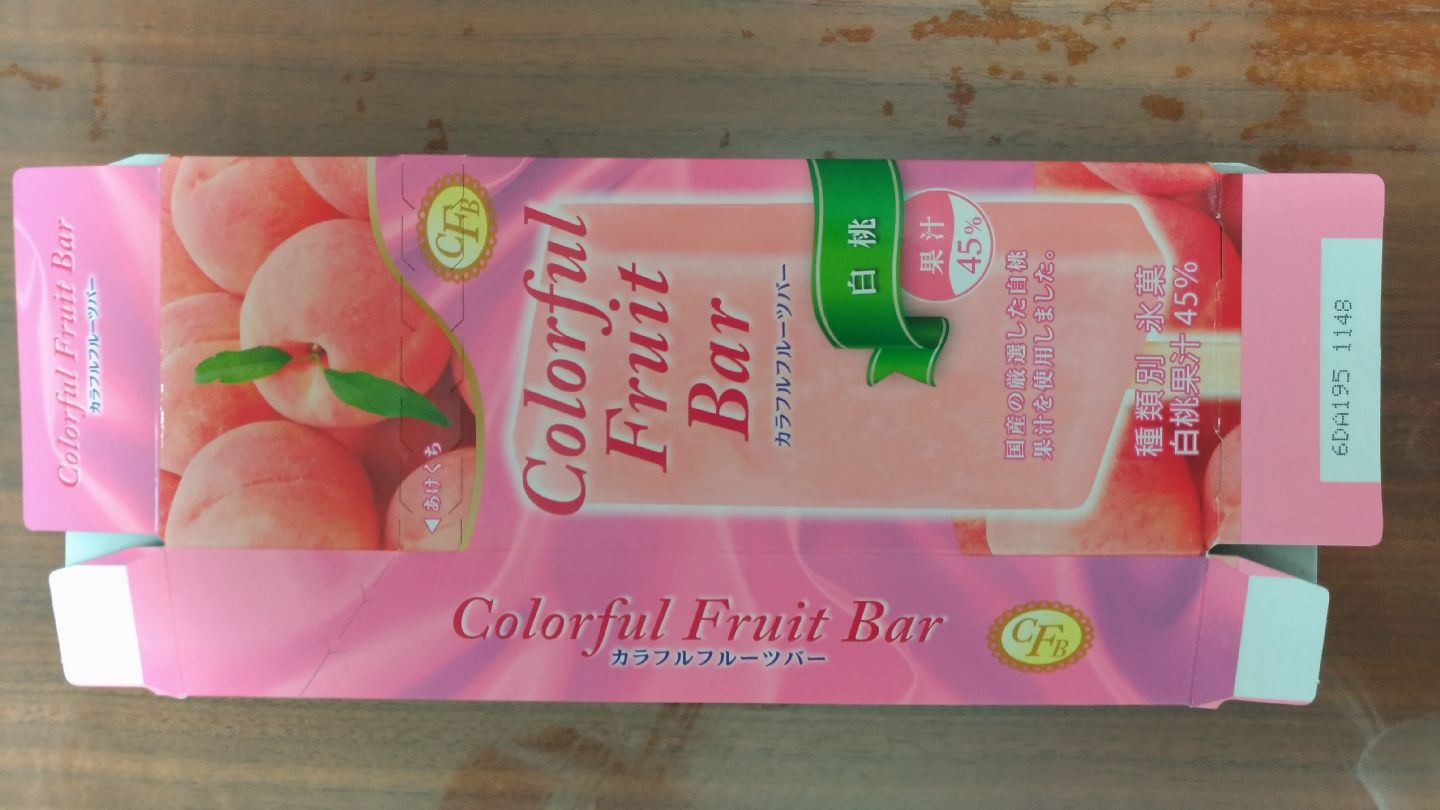 Colorful Fruit Bar
カラフルフルーツバー
◀あけくち
CFB
Colorful
Fruit
Bar
カラフルフルーツバー
白桃
果汁
45%
国産の厳選した白桃
果汁を使用しました。
種類別 氷菓
白桃果汁 45%
6DA195 1148
Colorful Fruit Bar
カラフルフルーツバー
CFB